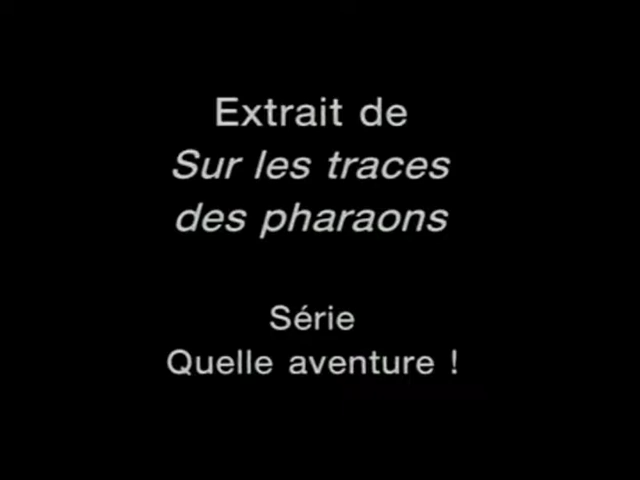 Extrait de
Sur les traces
des pharaons
Série
Quelle aventure !